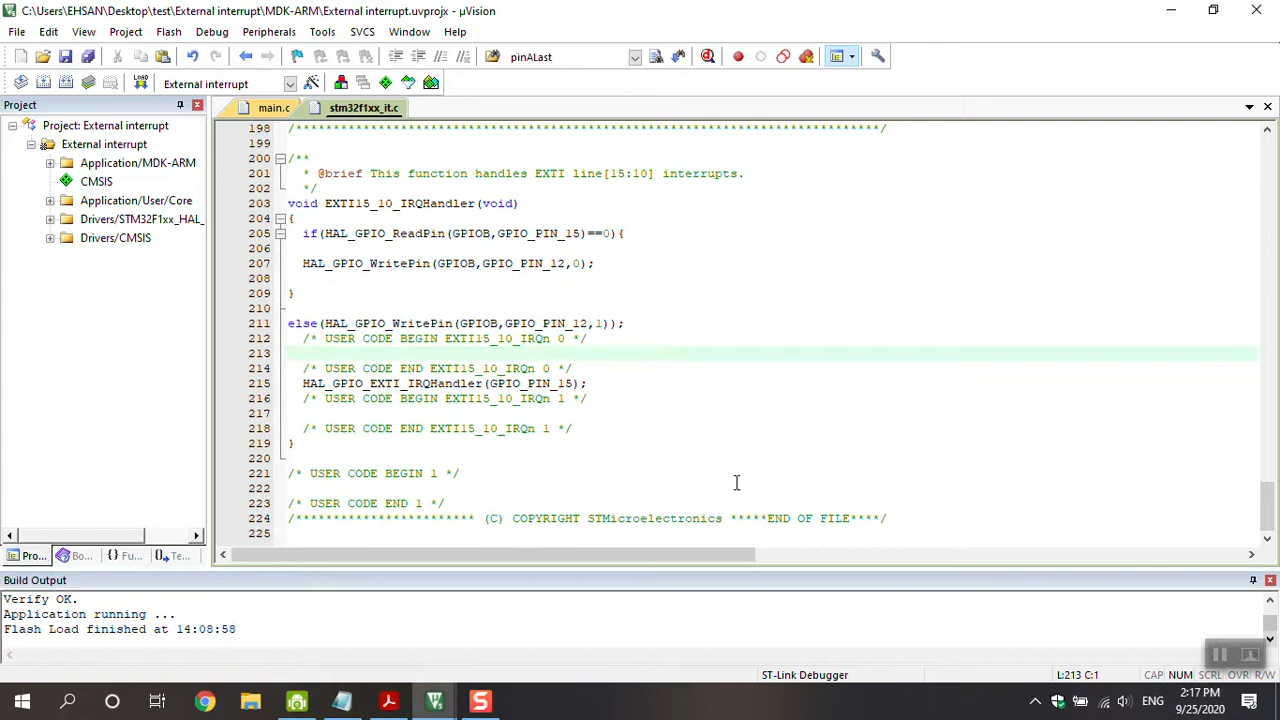 C:\Users\EHSAN\Desktop\test\External interrupt\MDK-ARM\External interrupt.uvprojx - µVision
File Edit View Project Flash Debug Peripherals Tools SVCS Window Help
pinALast
LOAD External interrupt
Project
main.c stm32f1xx_it.c
Project: External interrupt
External interrupt
Application/MDK-ARM
CMSIS
Application/User/Core
Drivers/STM32F1xx_HAL_
Drivers/CMSIS
198 /******************************************************************************/
199
200 /**
201 * @brief This function handles EXTI line[15:10] interrupts.
202 */
203 void EXTI15_10_IRQHandler(void)
204 {
205 if(HAL_GPIO_ReadPin(GPIOB,GPIO_PIN_15)==0){
206
207 HAL_GPIO_WritePin(GPIOB,GPIO_PIN_12,0);
208
209 }
210
211 else(HAL_GPIO_WritePin(GPIOB,GPIO_PIN_12,1));
212 /* USER CODE BEGIN EXTI15_10_IRQn 0 */
213
214 /* USER CODE END EXTI15_10_IRQn 0 */
215 HAL_GPIO_EXTI_IRQHandler(GPIO_PIN_15);
216 /* USER CODE BEGIN EXTI15_10_IRQn 1 */
217
218 /* USER CODE END EXTI15_10_IRQn 1 */
219 }
220
221 /* USER CODE BEGIN 1 */
222
223 /* USER CODE END 1 */
224 /************************ (C) COPYRIGHT STMicroelectronics *****END OF FILE****/
225
Pro... Bo... {} Fu... Te...
Build Output
Verify OK.
Application running ...
Flash Load finished at 14:08:58
ST-Link Debugger L:213 C:1 CAP NUM SCRL OVR R/W
ENG 2:17 PM
9/25/2020